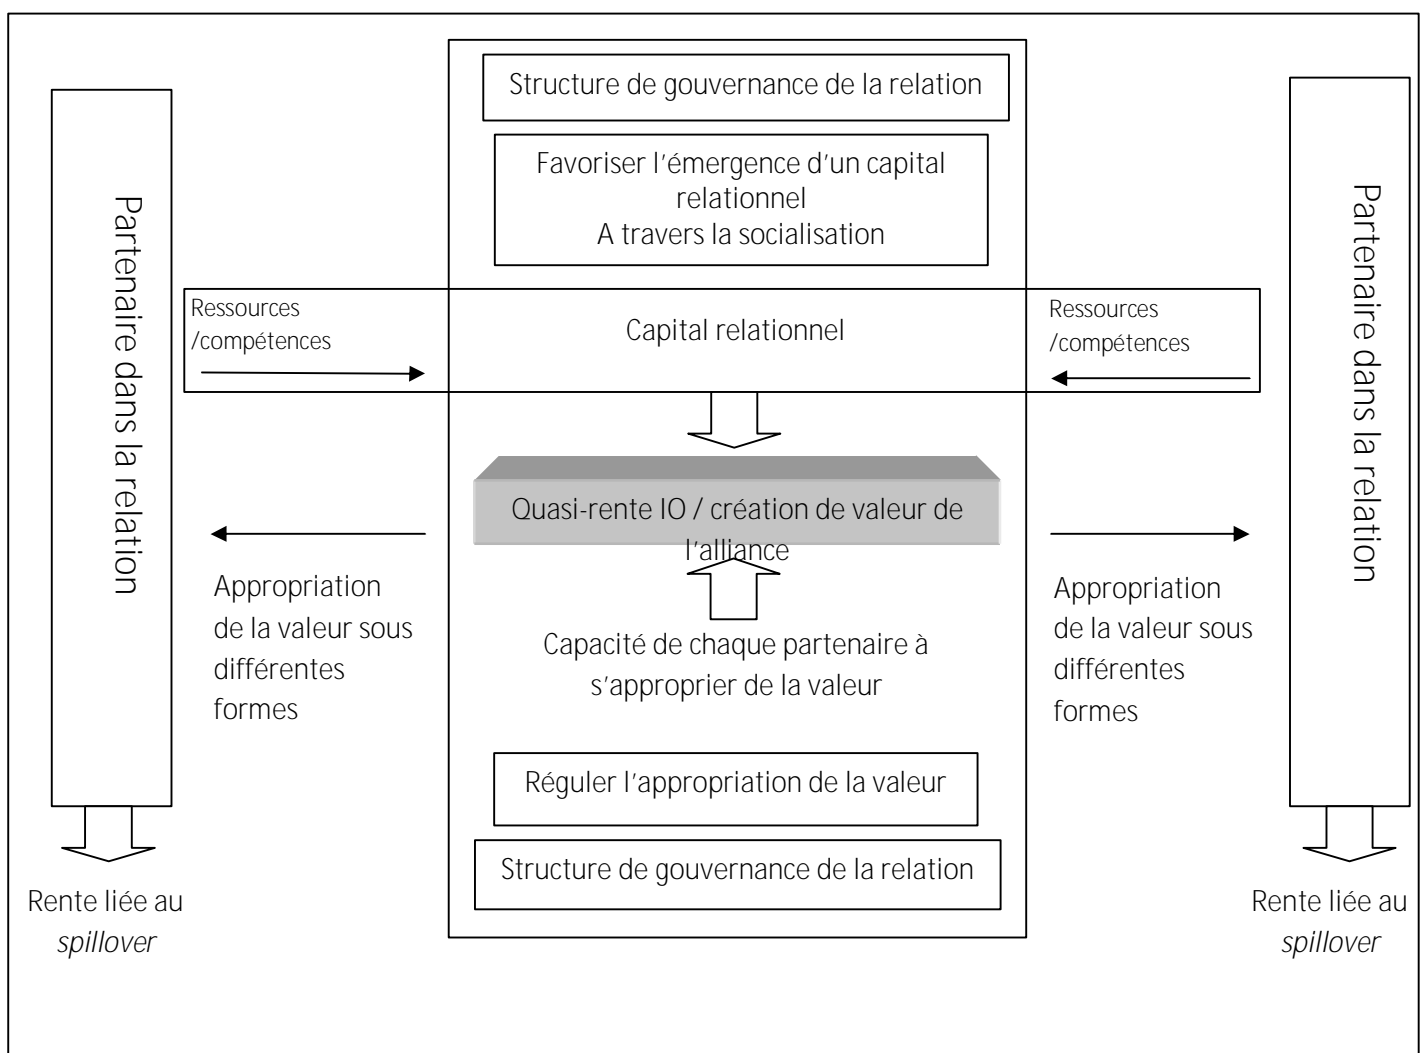 Structure de gouvernance de la relation
Favoriser l'émergence d'un capital
relationnel
A travers la socialisation
Partenaire dans la relation
Ressources
/compétences
Capital relationnel
Ressources
/compétences
Partenaire dans la relation
Quasi-rente IO / création de valeur de
l'alliance
Appropriation
de la valeur sous
différentes
formes
Capacité de chaque partenaire à
s'approprier de la valeur
Appropriation
de la valeur sous
différentes
formes
Réguler l'appropriation de la valeur
Structure de gouvernance de la relation
Rente liée au
spillover
Rente liée au
spillover